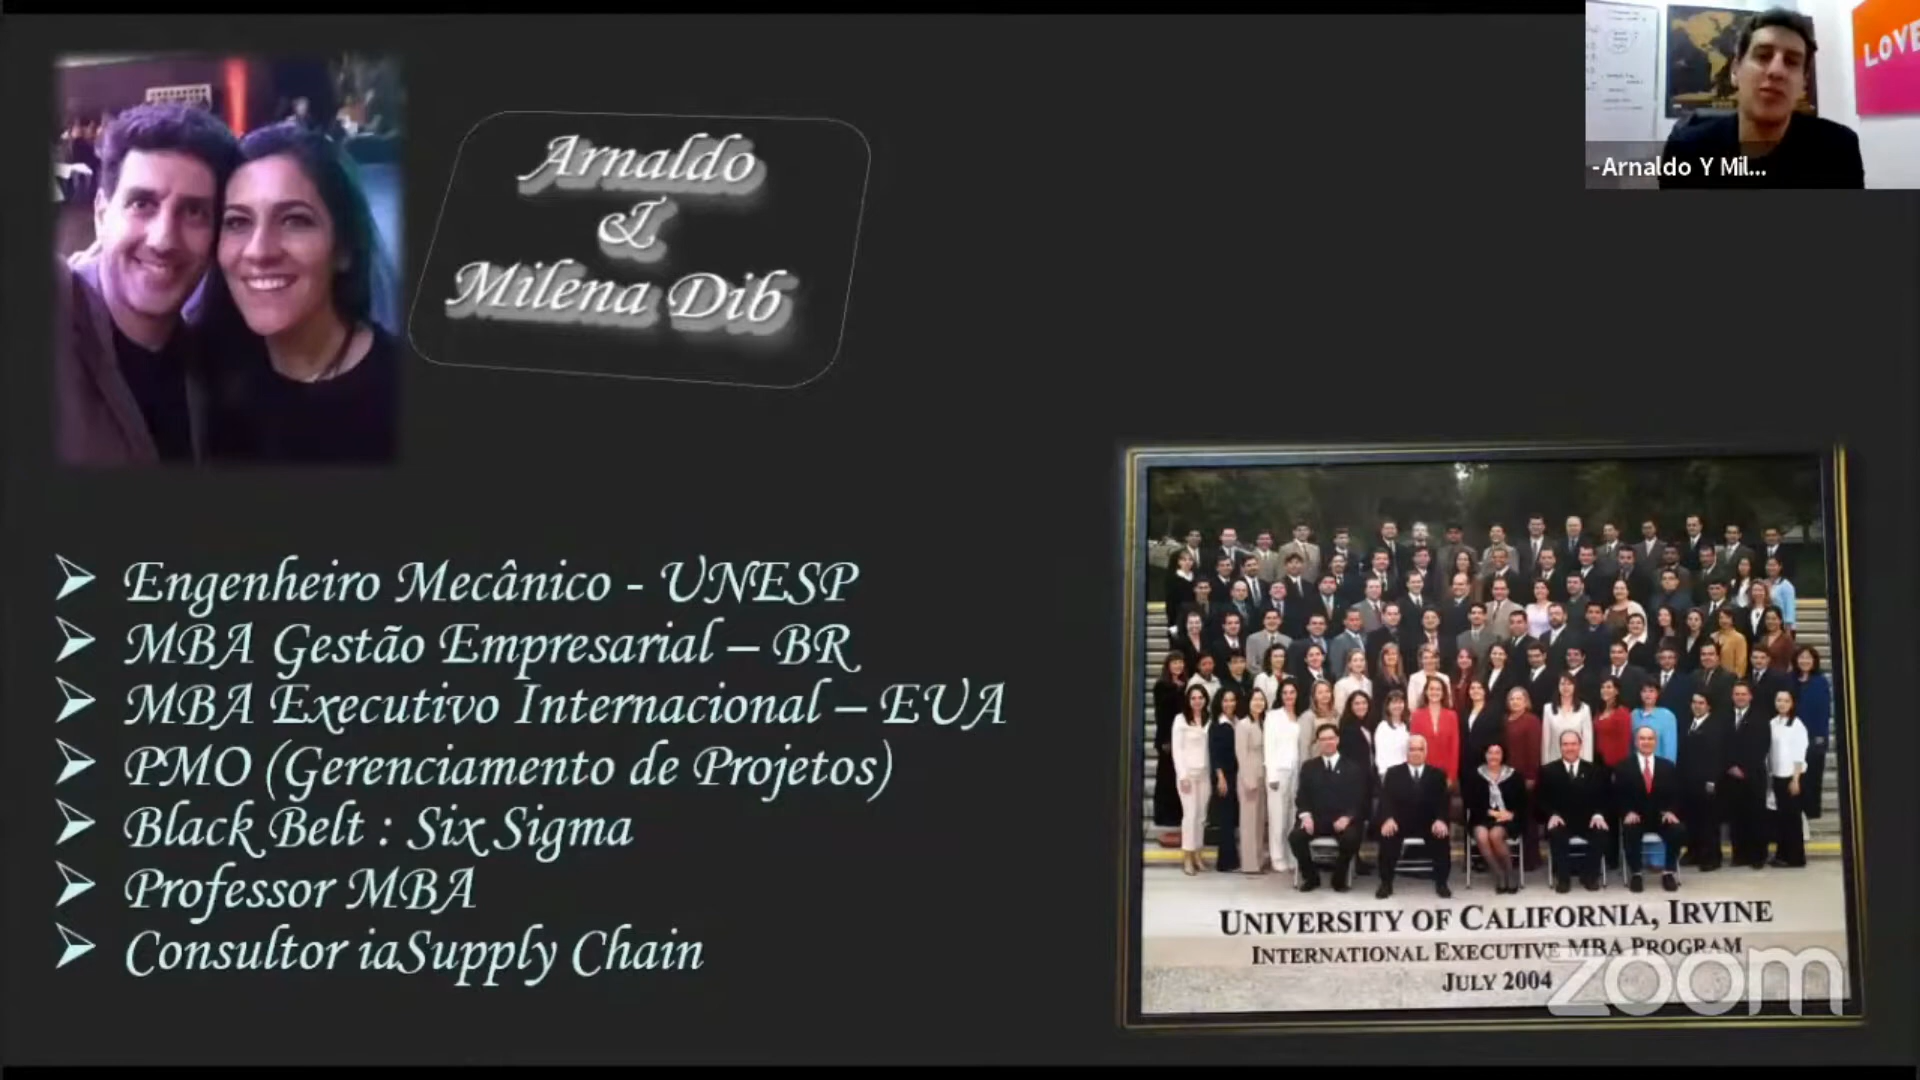 Arnaldo
&
Milena Dib
LOVE
-Arnaldo Y Mil...
Engenheiro Mecânico - UNESP
MBA Gestão Empresarial – BR
MBA Executivo Internacional – EUA
PMO (Gerenciamento de Projetos)
Black Belt : Six Sigma
Professor MBA
Consultor iaSupply Chain
UNIVERSITY OF CALIFORNIA, IRVINE
INTERNATIONAL EXECUTIVE MBA PROGRAM
JULY 2004
zoom